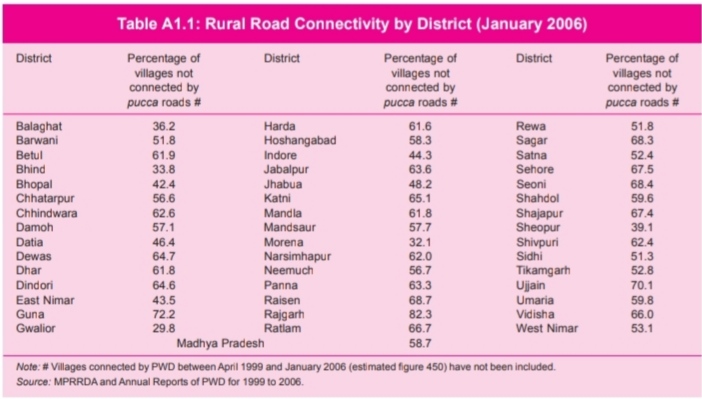 Table A1.1: Rural Road Connectivity by District (January 2006)
District Percentage of villages not connected by pucca roads # District Percentage of villages not connected by pucca roads # District Percentage of villages not connected by pucca roads #
Balaghat 36.2 Harda 61.6 Rewa 51.8
Barwani 51.8 Hoshangabad 58.3 Sagar 68.3
Betul 61.9 Indore 44.3 Satna 52.4
Bhind 33.8 Jabalpur 63.6 Sehore 67.5
Bhopal 42.4 Jhabua 48.2 Seoni 68.4
Chhatarpur 56.6 Katni 65.1 Shahdol 59.6
Chhindwara 62.6 Mandla 61.8 Shajapur 67.4
Damoh 57.1 Mandsaur 57.7 Sheopur 39.1
Datia 46.4 Morena 32.1 Shivpuri 62.4
Dewas 64.7 Narsimhapur 62.0 Sidhi 51.3
Dhar 61.8 Neemuch 56.7 Tikamgarh 52.8
Dindori 64.6 Panna 63.3 Ujjain 70.1
East Nimar 43.5 Raisen 68.7 Umaria 59.8
Guna 72.2 Rajgarh 82.3 Vidisha 66.0
Gwalior 29.8 Ratlam 66.7 West Nimar 53.1
Madhya Pradesh 58.7
Note: # Villages connected by PWD between April 1999 and January 2006 (estimated figure 450) have not been included.
Source: MPRRDA and Annual Reports of PWD for 1999 to 2006.